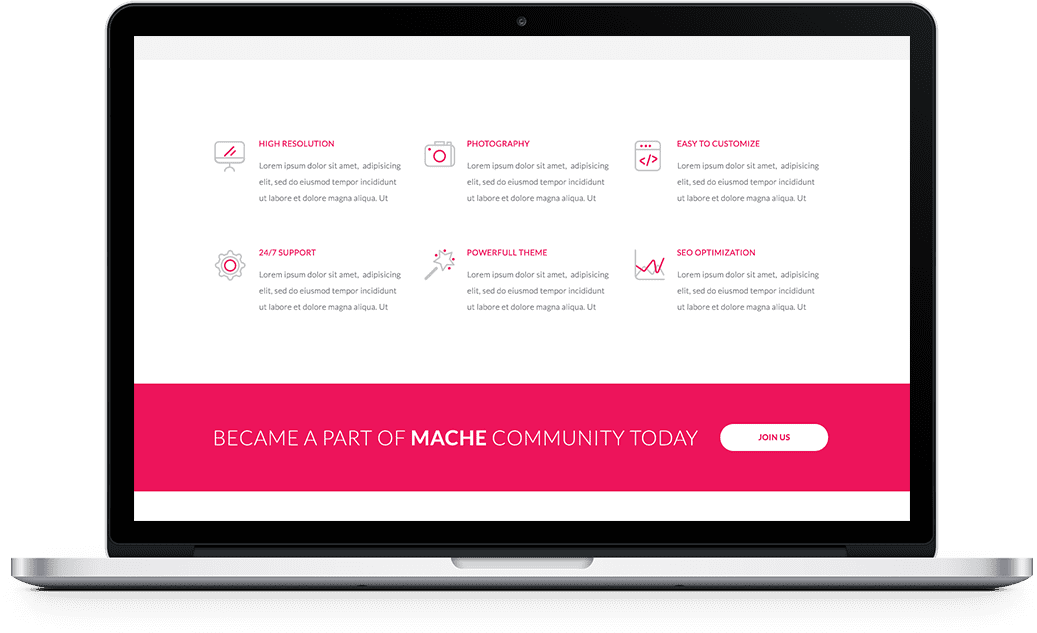 HIGH RESOLUTION
Lorem ipsum dolor sit amet, adipisicing
elit, sed do eiusmod tempor incididunt
ut labore et dolore magna aliqua. Ut
PHOTOGRAPHY
Lorem ipsum dolor sit amet, adipisicing
elit, sed do eiusmod tempor incididunt
ut labore et dolore magna aliqua. Ut
EASY TO CUSTOMIZE
Lorem ipsum dolor sit amet, adipisicing
elit, sed do eiusmod tempor incididunt
ut labore et dolore magna aliqua. Ut
24/7 SUPPORT
Lorem ipsum dolor sit amet, adipisicing
elit, sed do eiusmod tempor incididunt
ut labore et dolore magna aliqua. Ut
POWERFULL THEME
Lorem ipsum dolor sit amet, adipisicing
elit, sed do eiusmod tempor incididunt
ut labore et dolore magna aliqua. Ut
SEO OPTIMIZATION
Lorem ipsum dolor sit amet, adipisicing
elit, sed do eiusmod tempor incididunt
ut labore et dolore magna aliqua. Ut
BECAME A PART OF MACHE COMMUNITY TODAY
JOIN US